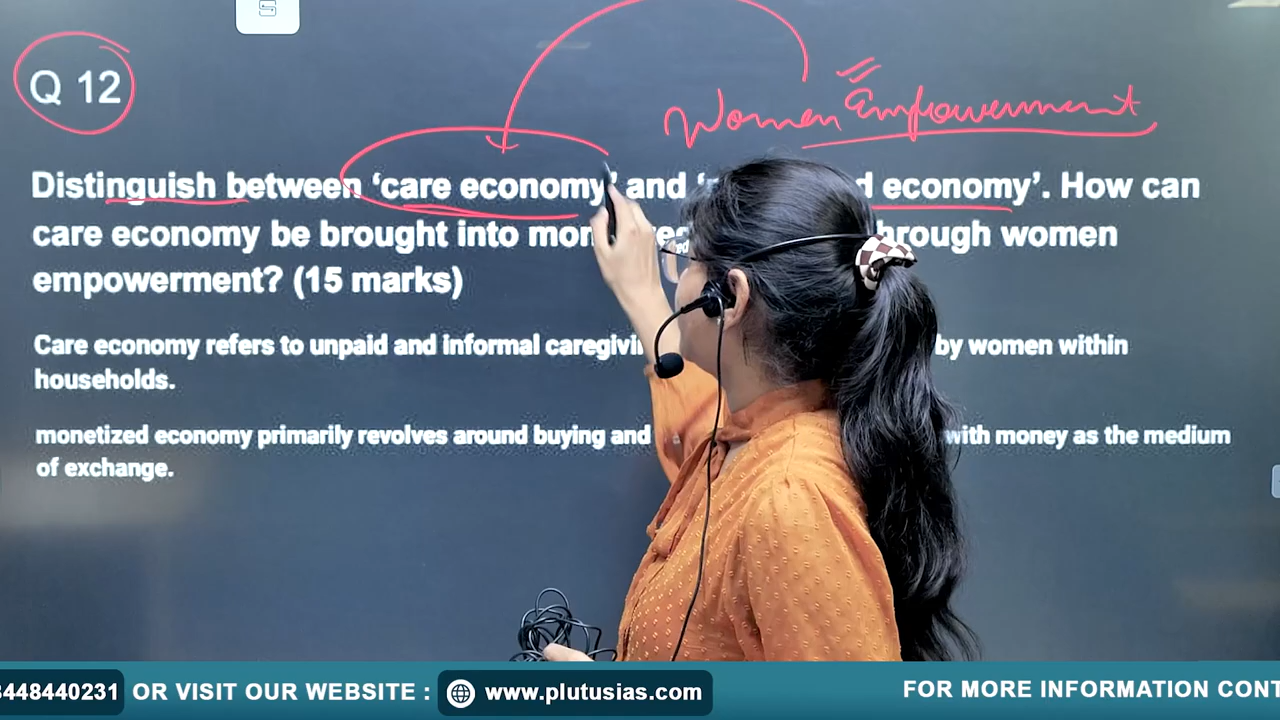 Q 12
Women Empowerment
Distinguish between ‘care economy’ and ‘ d economy’. How can
care economy be brought into mon hrough women
empowerment? (15 marks)
Care economy refers to unpaid and informal caregivi by women within
households.
monetized economy primarily revolves around buying and with money as the medium
of exchange.
8448440231 OR VISIT OUR WEBSITE : www.plutusias.com FOR MORE INFORMATION CONT